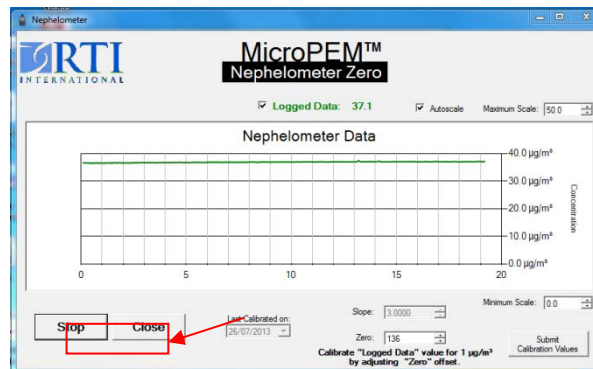 Nephelometer
RTI
INTERNATIONAL
MicroPEM™
Nephelometer Zero
Logged Data: 37.1
Autoscale
Maximum Scale: 50.0
Nephelometer Data
40.0 µg/m³
30.0 µg/m³
20.0 µg/m³
10.0 µg/m³
0.0 µg/m³
Concentration
0 5 10 15 20
Minimum Scale: 0.0
Stop
Close
Last Calibrated on:
26/07/2013
Slope: 3.0000
Zero: 136
Calibrate "Logged Data" value for 1 µg/m³
by adjusting "Zero" offset.
Submit
Calibration Values